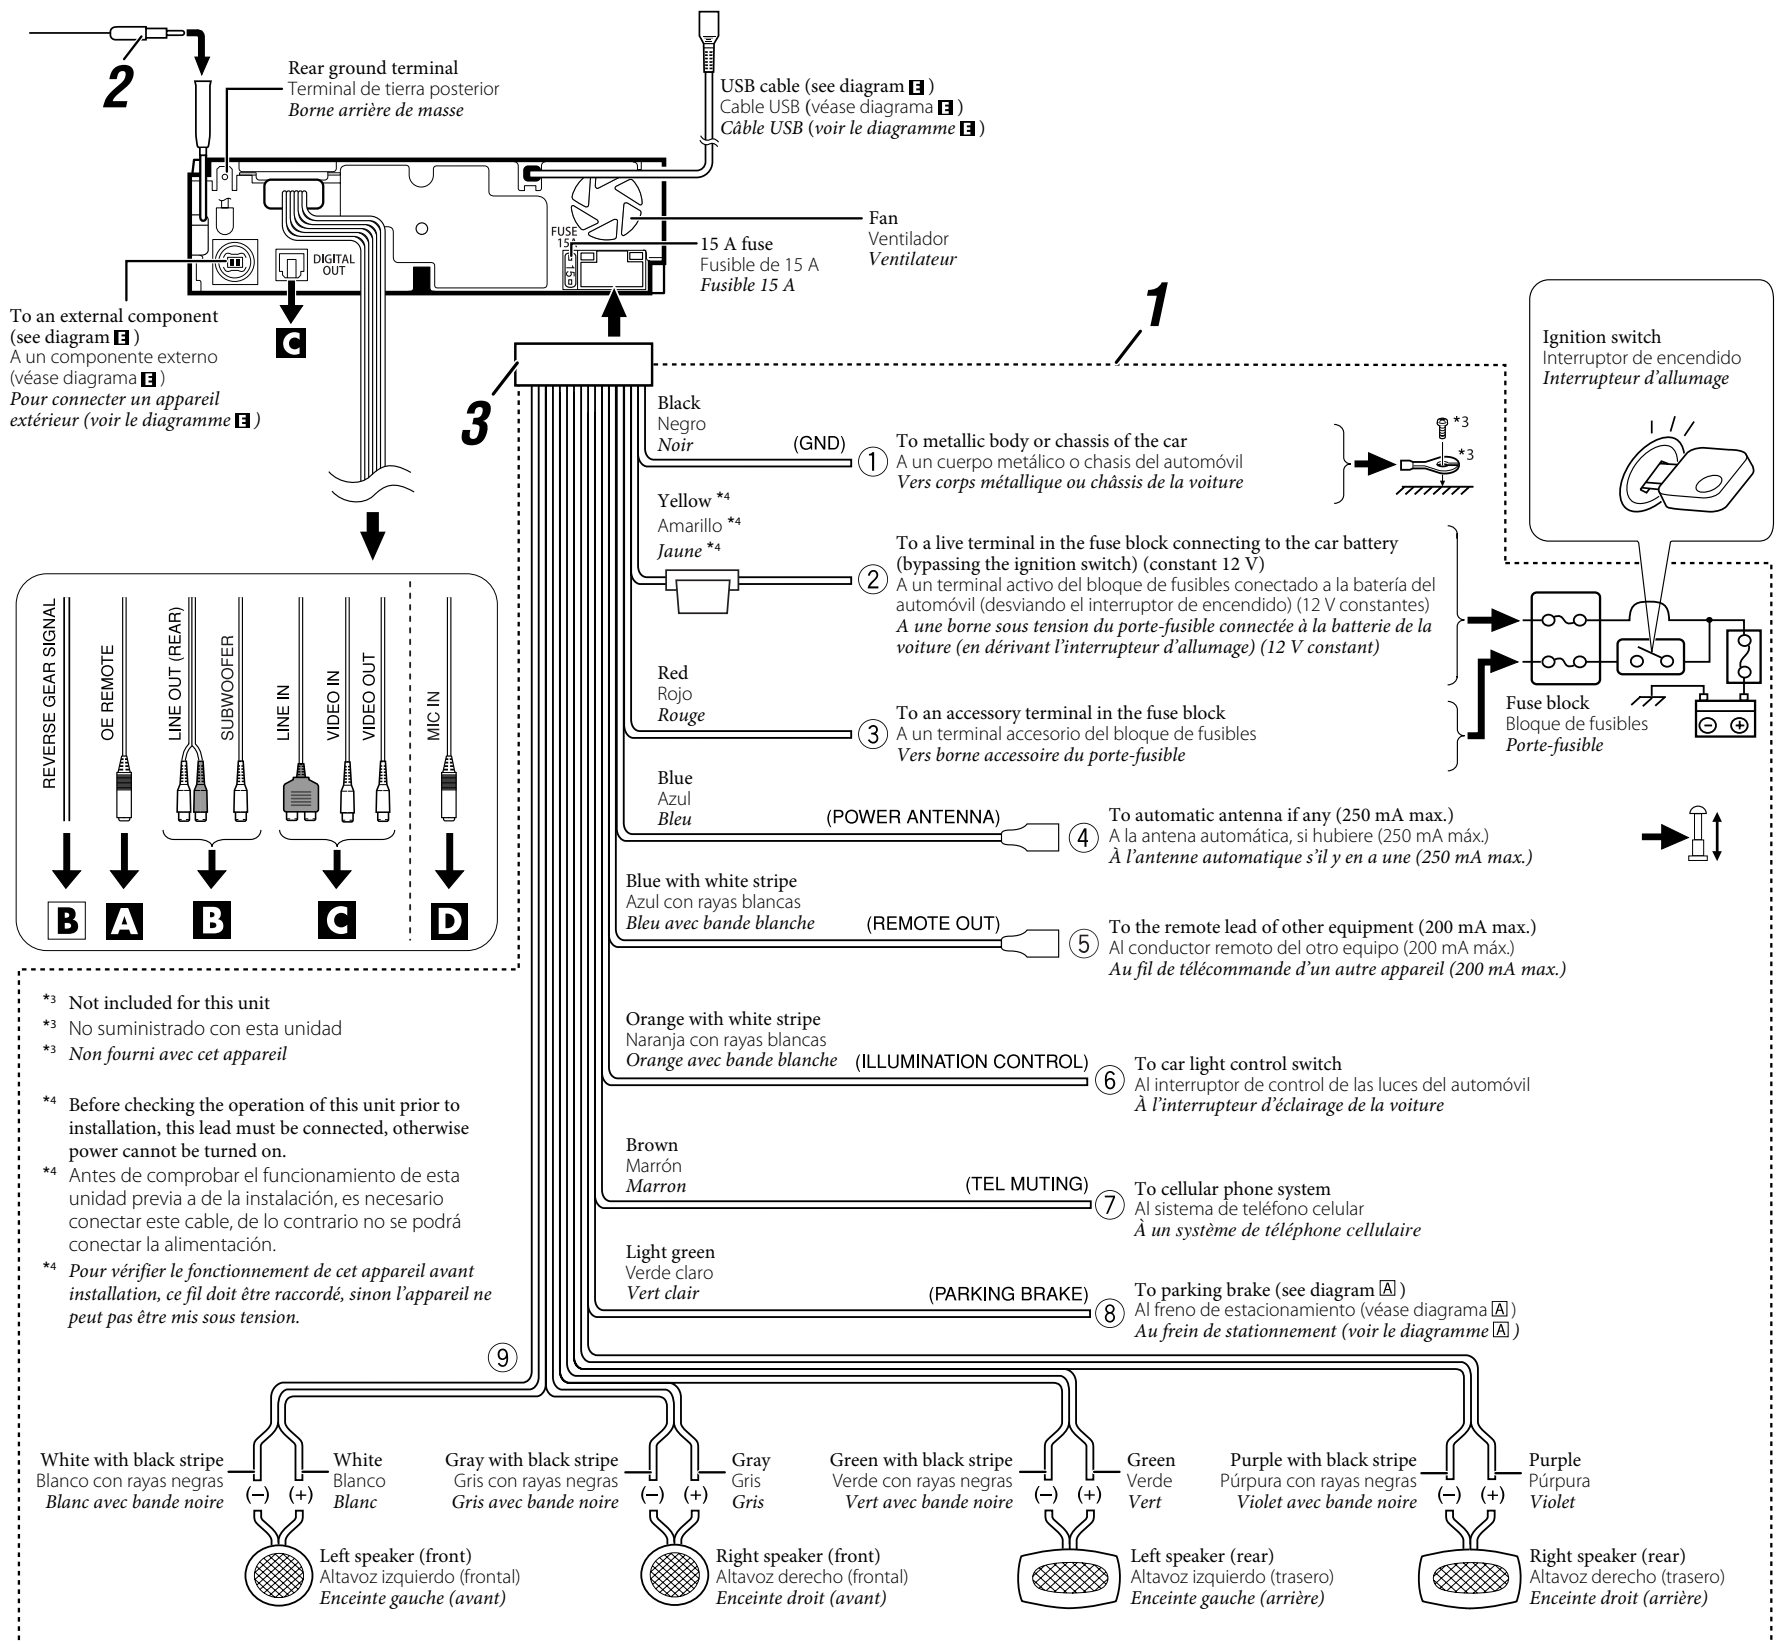 2
Rear ground terminal
Terminal de tierra posterior
Borne arrière de masse
USB cable (see diagram E )
Cable USB (véase diagrama E )
Câble USB (voir le diagramme E )
Fan
Ventilador
Ventilateur
FUSE
15A
15
15 A fuse
Fusible de 15 A
Fusible 15 A
DIGITAL
OUT
C
To an external component
(see diagram E )
A un componente externo
(véase diagrama E )
Pour connecter un appareil
extérieur (voir le diagramme E )
1
3
Ignition switch
Interruptor de encendido
Interrupteur d'allumage
Black
Negro
Noir
(GND)
①
To metallic body or chassis of the car
A un cuerpo metálico o chasis del automóvil
Vers corps métallique ou châssis de la voiture
*3
*3
Yellow *4
Amarillo *4
Jaune *4
②
To a live terminal in the fuse block connecting to the car battery
(bypassing the ignition switch) (constant 12 V)
A un terminal activo del bloque de fusibles conectado a la batería del
automóvil (desviando el interruptor de encendido) (12 V constantes)
A une borne sous tension du porte-fusible connectée à la batterie de la
voiture (en dérivant l'interrupteur d'allumage) (12 V constant)
Red
Rojo
Rouge
③
To an accessory terminal in the fuse block
A un terminal accesorio del bloque de fusibles
Vers borne accessoire du porte-fusible
Fuse block
Bloque de fusibles
Porte-fusible
Blue
Azul
Bleu
(POWER ANTENNA)
④
To automatic antenna if any (250 mA max.)
A la antena automática, si hubiere (250 mA máx.)
À l'antenne automatique s'il y en a une (250 mA max.)
Blue with white stripe
Azul con rayas blancas
Bleu avec bande blanche
(REMOTE OUT)
⑤
To the remote lead of other equipment (200 mA max.)
Al conductor remoto del otro equipo (200 mA máx.)
Au fil de télécommande d'un autre appareil (200 mA max.)
Orange with white stripe
Naranja con rayas blancas
Orange avec bande blanche
(ILLUMINATION CONTROL)
⑥
To car light control switch
Al interruptor de control de las luces del automóvil
À l'interrupteur d'éclairage de la voiture
Brown
Marrón
Marron
(TEL MUTING)
⑦
To cellular phone system
Al sistema de teléfono celular
À un système de téléphone cellulaire
Light green
Verde claro
Vert clair
(PARKING BRAKE)
⑧
To parking brake (see diagram A )
Al freno de estacionamiento (véase diagrama A )
Au frein de stationnement (voir le diagramme A )
REVERSE GEAR SIGNAL
OE REMOTE
LINE OUT (REAR)
SUBWOOFER
LINE IN
VIDEO IN
VIDEO OUT
MIC IN
B
A
B
C
D
*3 Not included for this unit
*3 No suministrado con esta unidad
*3 Non fourni avec cet appareil
*4 Before checking the operation of this unit prior to
installation, this lead must be connected, otherwise
power cannot be turned on.
*4 Antes de comprobar el funcionamiento de esta
unidad previa a de la instalación, es necesario
conectar este cable, de lo contrario no se podrá
conectar la alimentación.
*4 Pour vérifier le fonctionnement de cet appareil avant
installation, ce fil doit être raccordé, sinon l'appareil ne
peut pas être mis sous tension.
⑨
White with black stripe
Blanco con rayas negras
Blanc avec bande noire
(−) (+)
White
Blanco
Blanc
Left speaker (front)
Altavoz izquierdo (frontal)
Enceinte gauche (avant)
Gray with black stripe
Gris con rayas negras
Gris avec bande noire
(−) (+)
Gray
Gris
Gris
Right speaker (front)
Altavoz derecho (frontal)
Enceinte droit (avant)
Green with black stripe
Verde con rayas negras
Vert avec bande noire
(−) (+)
Green
Verde
Vert
Left speaker (rear)
Altavoz izquierdo (trasero)
Enceinte gauche (arrière)
Purple with black stripe
Púrpura con rayas negras
Violet avec bande noire
(−) (+)
Purple
Púrpura
Violet
Right speaker (rear)
Altavoz derecho (trasero)
Enceinte droit (arrière)